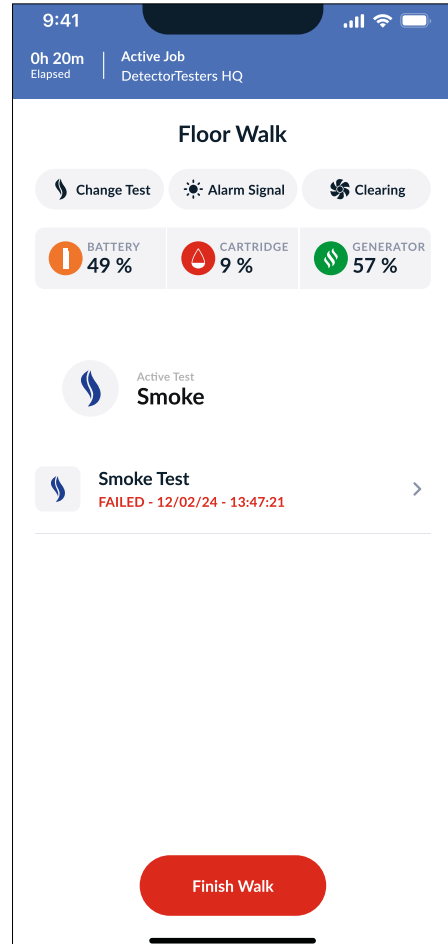 9:41
0h 20m
Elapsed
Active Job
DetectorTesters HQ
Floor Walk
Change Test
Alarm Signal
Clearing
BATTERY
49 %
CARTRIDGE
9 %
GENERATOR
57 %
Active Test
Smoke
Smoke Test
FAILED - 12/02/24 - 13:47:21
Finish Walk